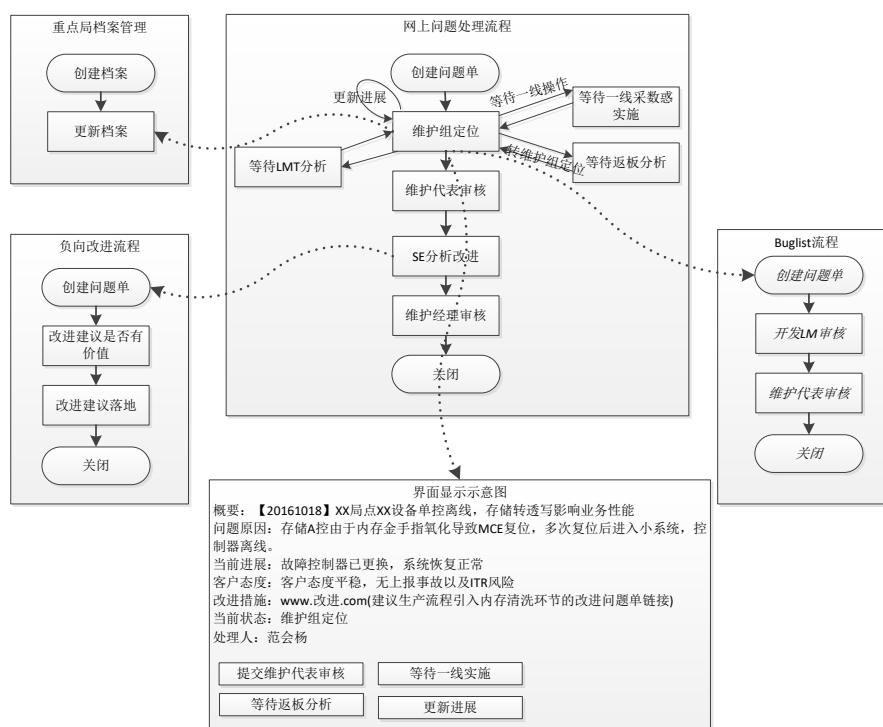 重点局档案管理
创建档案
更新档案
网上问题处理流程
创建问题单
更新进展
等待一线操作
等待一线采数惑
实施
维护组定位
等待LMT分析
转维护组定位
等待返板分析
维护代表审核
SE分析改进
维护经理审核
关闭
负向改进流程
创建问题单
改进建议是否有
价值
改进建议落地
关闭
Buglist流程
创建问题单
开发LM审核
维护代表审核
关闭
界面显示示意图
概要：【20161018】XX局点XX设备单控离线，存储转透写影响业务性能
问题原因：存储A控由于内存金手指氧化导致MCE复位，多次复位后进入小系统，控
制器离线。
当前进展：故障控制器已更换，系统恢复正常
客户态度：客户态度平稳，无上报事故以及ITR风险
改进措施：www.改进.com(建议生产流程引入内存清洗环节的改进问题单链接)
当前状态：维护组定位
处理人：范会杨
提交维护代表审核
等待一线实施
等待返板分析
更新进展